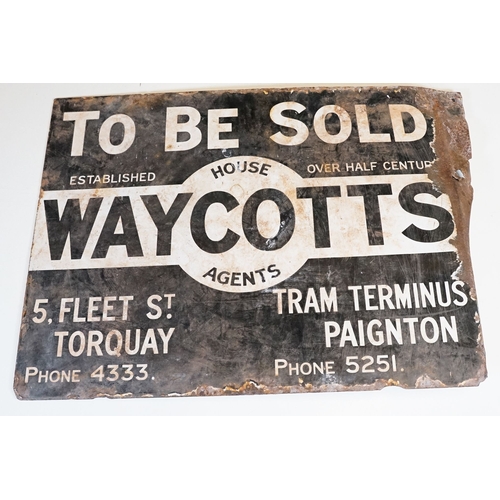 TO BE SOLD
ESTABLISHED HOUSE OVER HALF CENTUR
WAYCOTTS
AGENTS
5, FLEET ST TRAM TERMINUS
TORQUAY PAIGNTON
PHONE 4333. PHONE 5251.